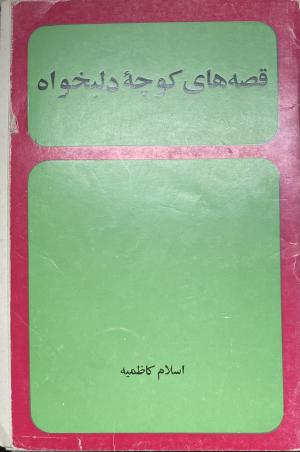 قصه‌های کوچهٔ دلبخواه
اسلام کاظمیه